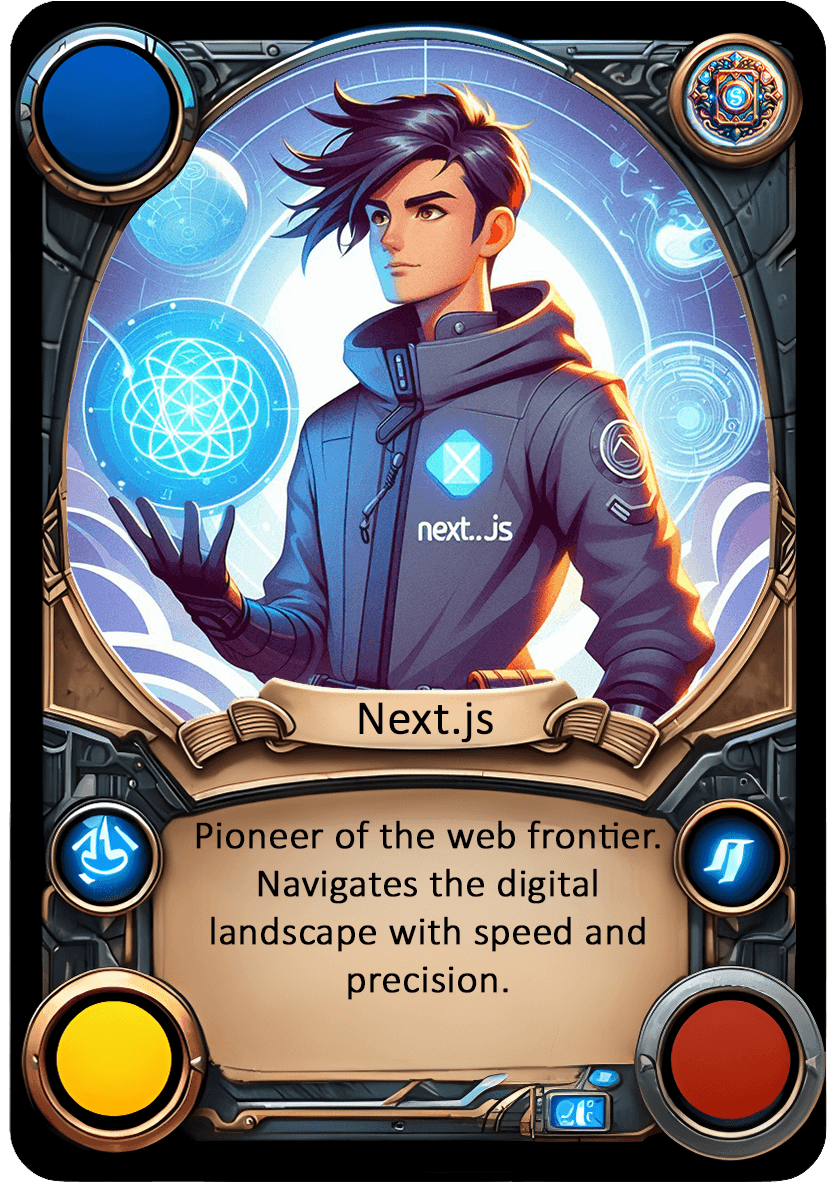 next..js
Next.js
Pioneer of the web frontier.
Navigates the digital
landscape with speed and
precision.